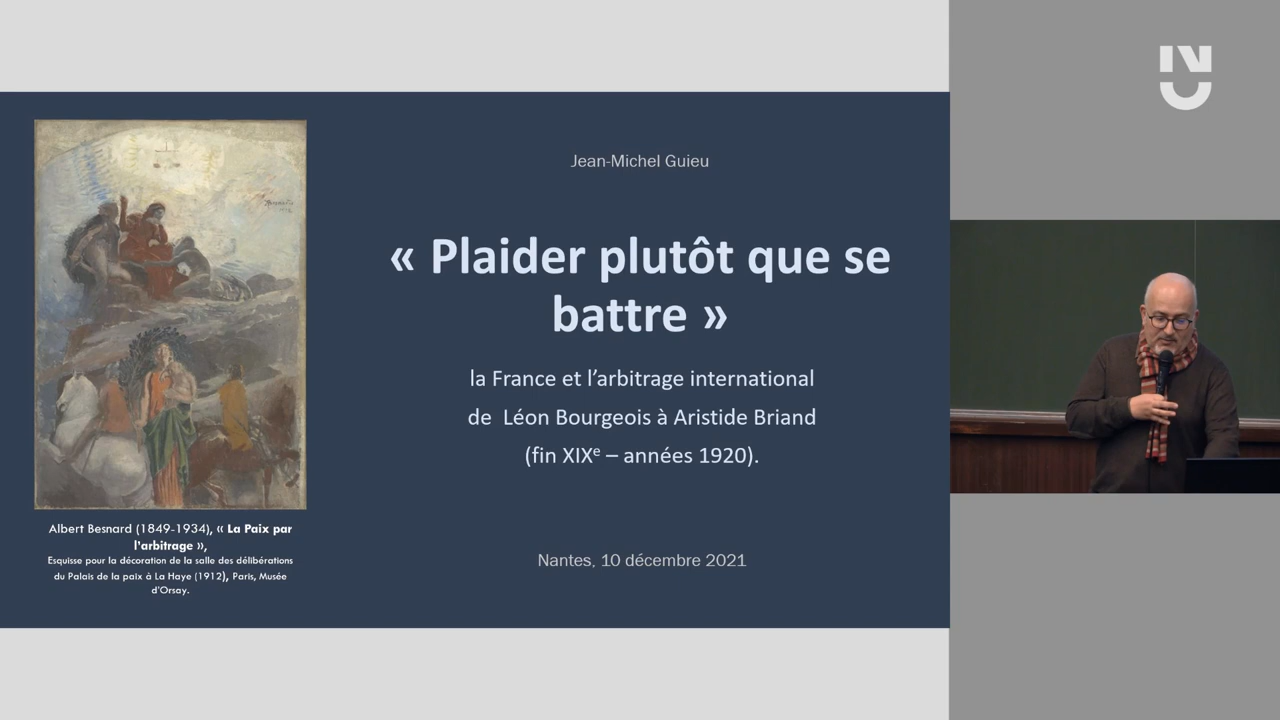 Jean-Michel Guieu
« Plaider plutôt que se
battre »
la France et l’arbitrage international
de Léon Bourgeois à Aristide Briand
(fin XIXᵉ – années 1920).
Nantes, 10 décembre 2021
Albert Besnard (1849-1934), « La Paix par
l'arbitrage »,
Esquisse pour la décoration de la salle des délibérations
du Palais de la paix à La Haye (1912), Paris, Musée
d'Orsay.